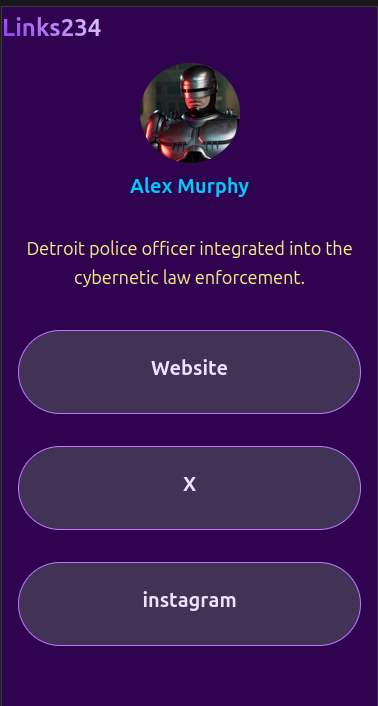 Links234
Alex Murphy
Detroit police officer integrated into the
cybernetic law enforcement.
Website
X
instagram